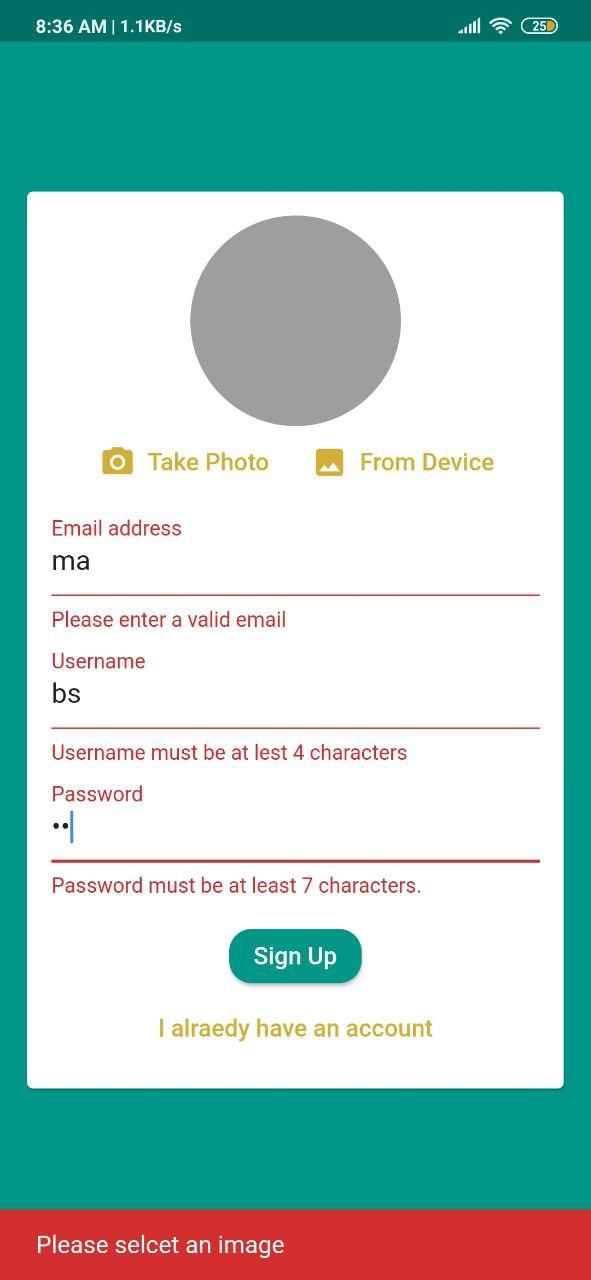 8:36 AM | 1.1KB/s 25
Take Photo From Device
Email address
ma
Please enter a valid email
Username
bs
Username must be at lest 4 characters
Password
••
Password must be at least 7 characters.
Sign Up
I alraedy have an account
Please selcet an image